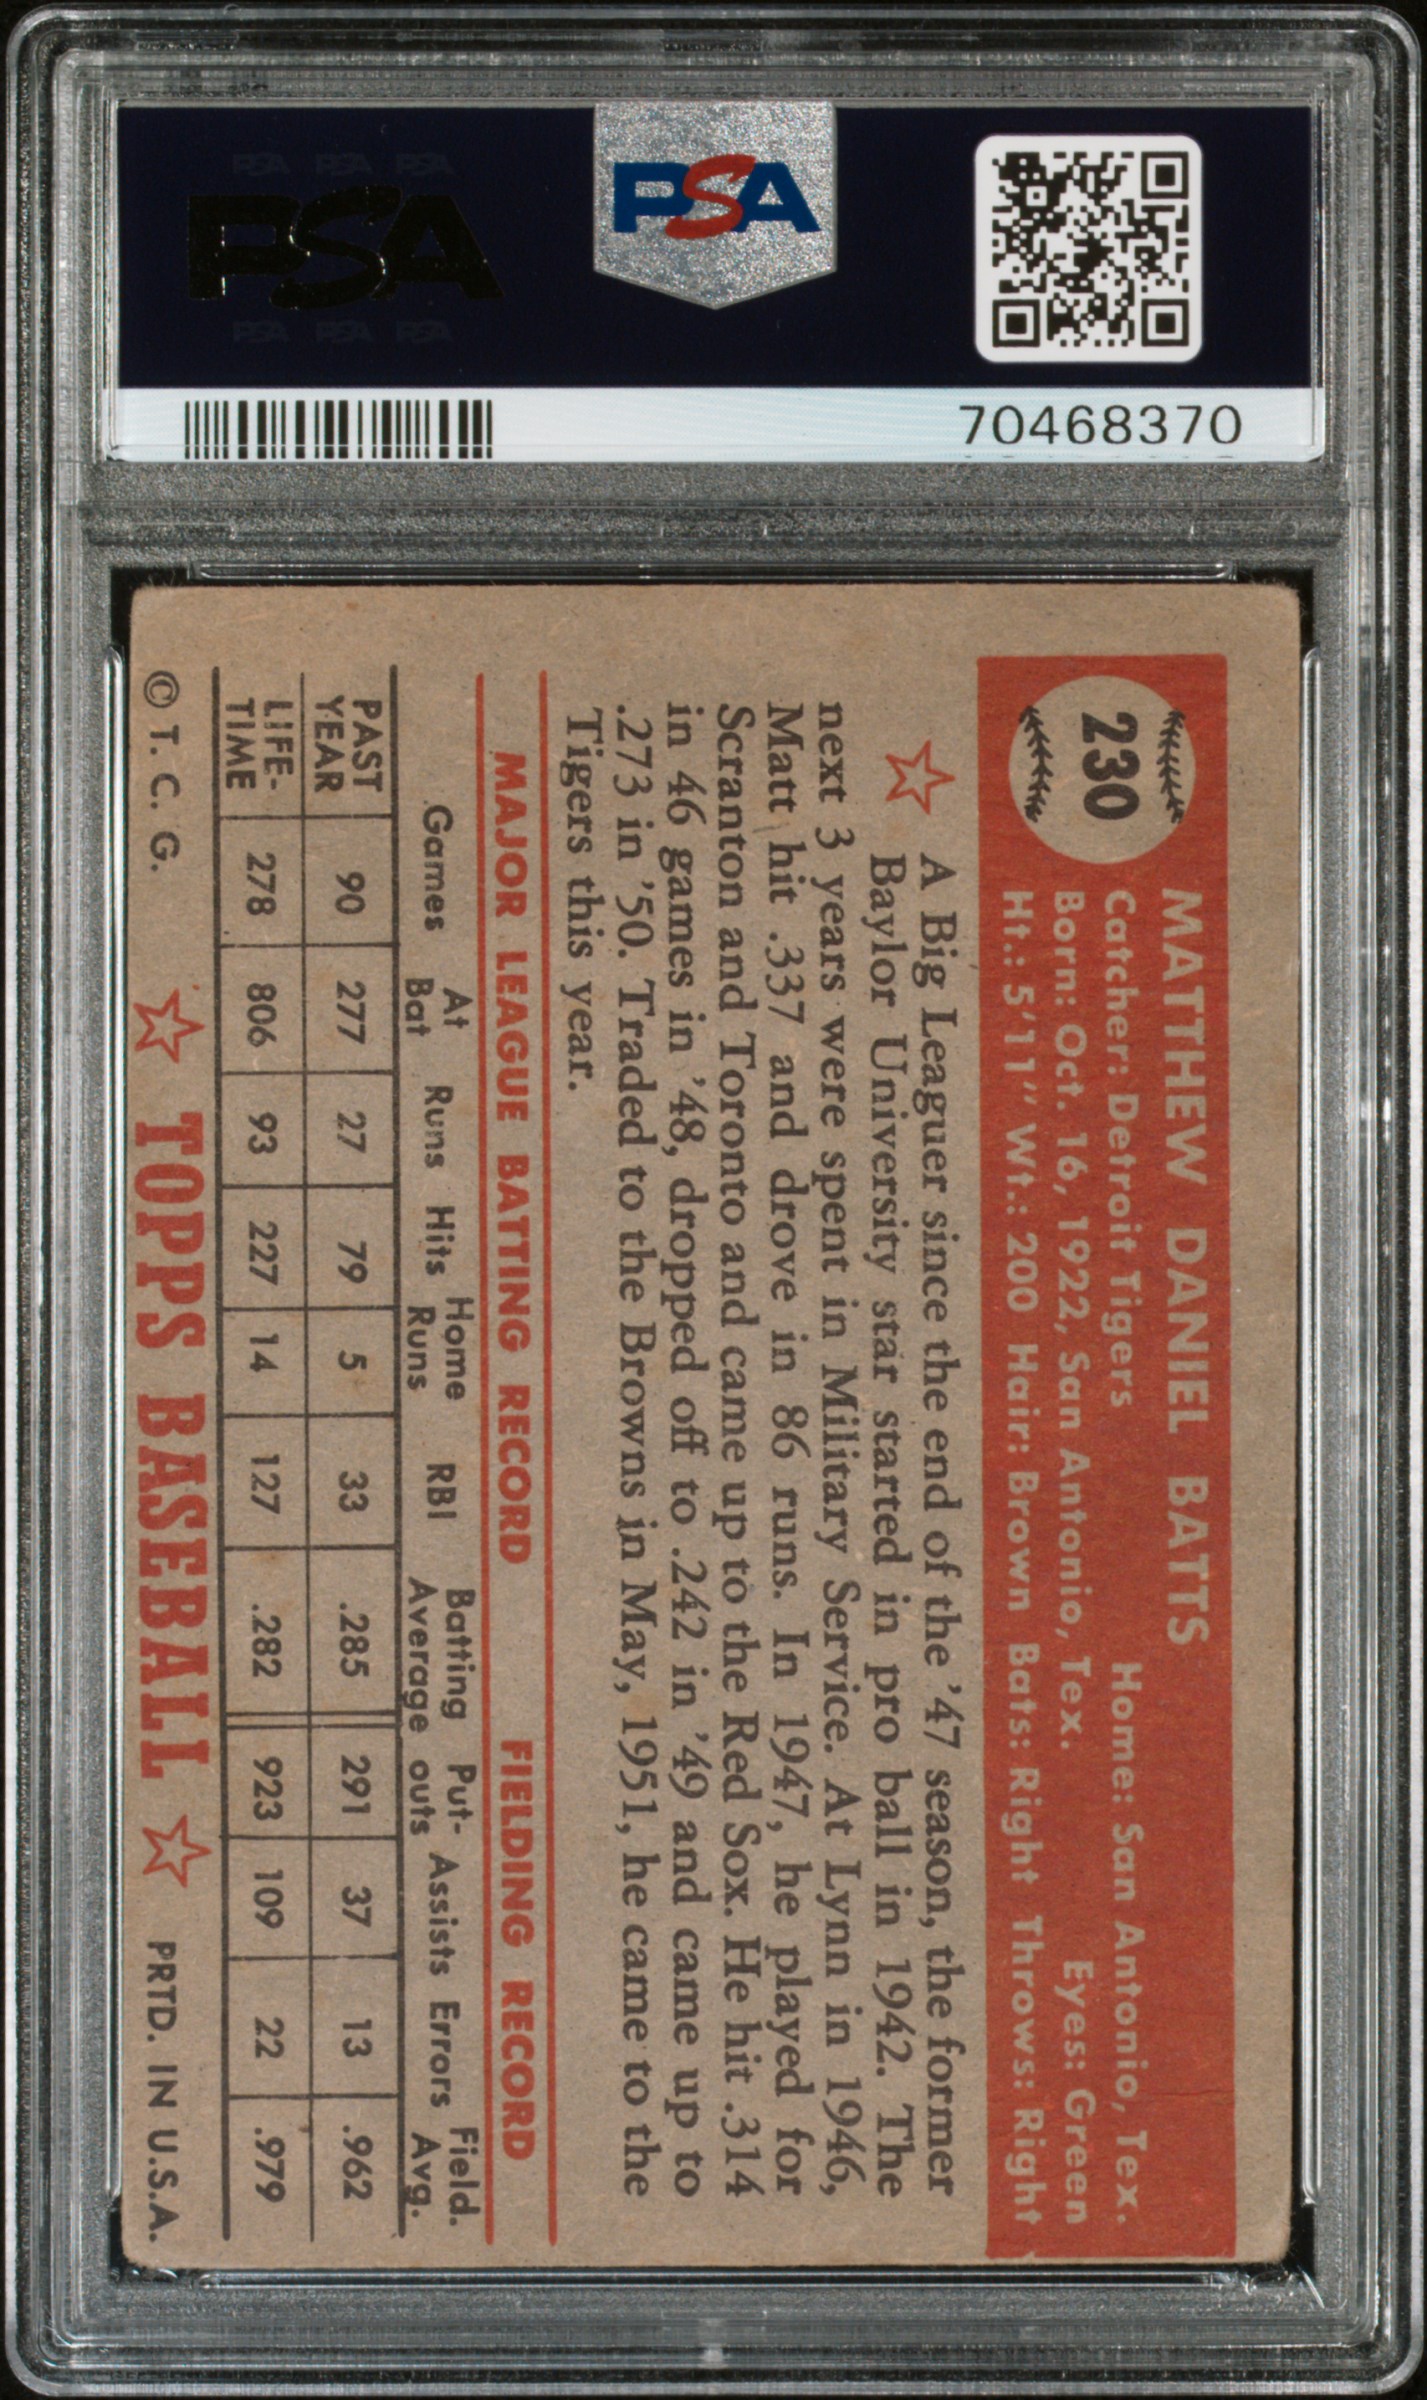 PSA PSA PSA
PSA
PSA PSA PSA
PSA
70468370
230
MATTHEW DANIEL BATTS
Catcher: Detroit Tigers Home: San Antonio, Tex.
Born: Oct. 16, 1922, San Antonio, Tex. Eyes: Green
Ht.: 5'11" Wt.: 200 Hair: Brown Bats: Right Throws: Right
A Big Leaguer since the end of the '47 season, the former
Baylor University star started in pro ball in 1942. The
next 3 years were spent in Military Service. At Lynn in 1946,
Matt hit .337 and drove in 86 runs. In 1947, he played for
Scranton and Toronto and came up to the Red Sox. He hit .314
in 46 games in '48, dropped off to .242 in '49 and came up to
.273 in '50. Traded to the Browns in May, 1951, he came to the
Tigers this year.
MAJOR LEAGUE BATTING RECORD FIELDING RECORD
Games At Bat Runs Hits Home Runs RBI Batting Average Put-outs Assists Errors Field. Avg.
PAST YEAR 90 277 27 79 5 33 .285 291 37 13 .962
LIFE-TIME 278 806 93 227 14 127 .282 923 109 22 .979
© T. C. G. ☆ TOPPS BASEBALL ☆ PRTD. IN U.S.A.